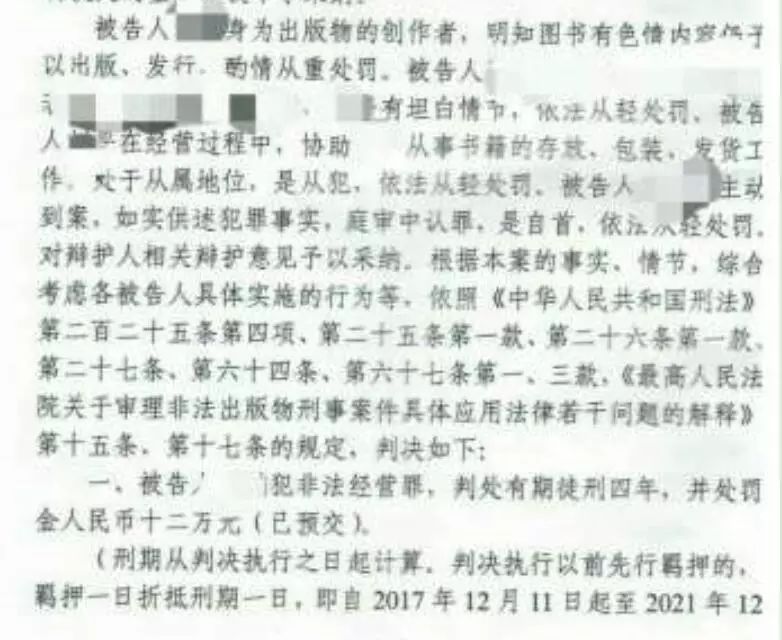 被告人 身为出版物的创作者，明知图书有色情内容
以出版、发行，酌情从重处罚。被告人
有坦白情节，依法从轻处罚。被告
人 在经营过程中，协助 从事书籍的存放、包装、发货工
作，处于从属地位，是从犯，依法从轻处罚。被告人 主动
到案，如实供述犯罪事实，庭审中认罪，是自首，依法从轻处罚。
对辩护人相关辩护意见予以采纳。根据本案的事实、情节，综合
考虑各被告人具体实施的行为等，依照《中华人民共和国刑法》
第二百二十五条第四项、第二十五条第一款、第二十六条第一款、
第二十七条、第六十四条、第六十七条第一、三款，《最高人民法
院关于审理非法出版物刑事案件具体应用法律若干问题的解释》
第十五条、第十七条的规定，判决如下：
一、被告人 犯非法经营罪，判处有期徒刑四年，并处罚
金人民币十二万元（已预交）。
（刑期从判决执行之日起计算。判决执行以前先行羁押的，
羁押一日折抵刑期一日，即自 2017 年 12 月 11 日起至 2021 年 12